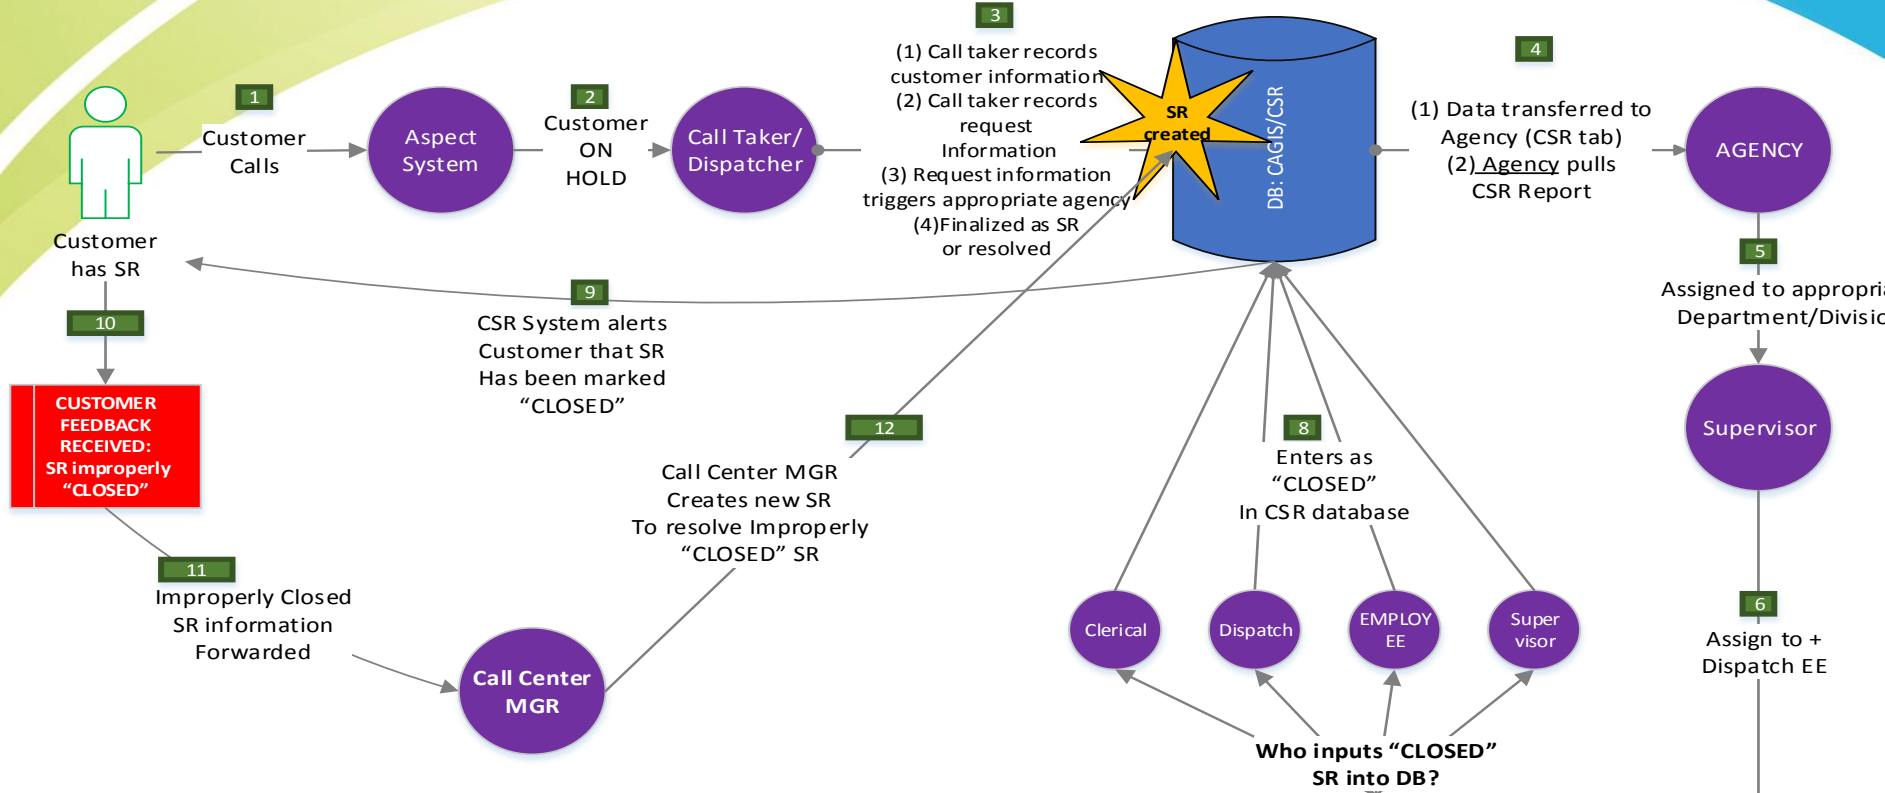 1
Customer
Calls
Aspect
System
2
Customer
ON
HOLD
Call Taker/
Dispatcher
3
(1) Call taker records
customer information
(2) Call taker records
request
Information
(3) Request information
triggers appropriate agency
(4)Finalized as SR
or resolved
SR
created
DB: CAGIS/CSR
4
(1) Data transferred to
Agency (CSR tab)
(2) Agency pulls
CSR Report
AGENCY
5
Assigned to appropria
Department/Divisio
Supervisor
6
Assign to +
Dispatch EE
Customer
has SR
10
CUSTOMER
FEEDBACK
RECEIVED:
SR improperly
“CLOSED”
9
CSR System alerts
Customer that SR
Has been marked
“CLOSED”
11
Improperly Closed
SR information
Forwarded
Call Center
MGR
12
Call Center MGR
Creates new SR
To resolve Improperly
“CLOSED” SR
8
Enters as
“CLOSED”
In CSR database
Clerical
Dispatch
EMPLOY
EE
Super
visor
Who inputs “CLOSED”
SR into DB?